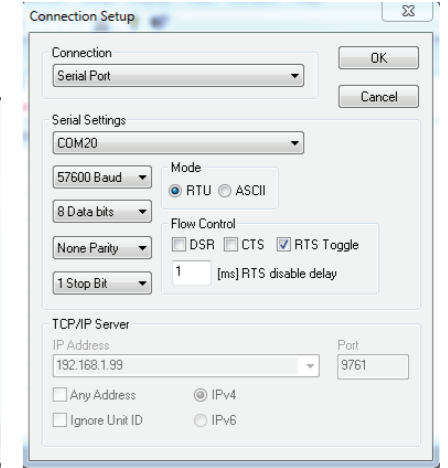 Connection Setup
Connection
Serial Port
OK
Cancel
Serial Settings
COM20
57600 Baud
Mode
RTU ASCII
8 Data bits
Flow Control
None Parity
DSR CTS RTS Toggle
1 Stop Bit
1 [ms] RTS disable delay
TCP/IP Server
IP Address Port
192.168.1.99 9761
Any Address IPv4
Ignore Unit ID IPv6